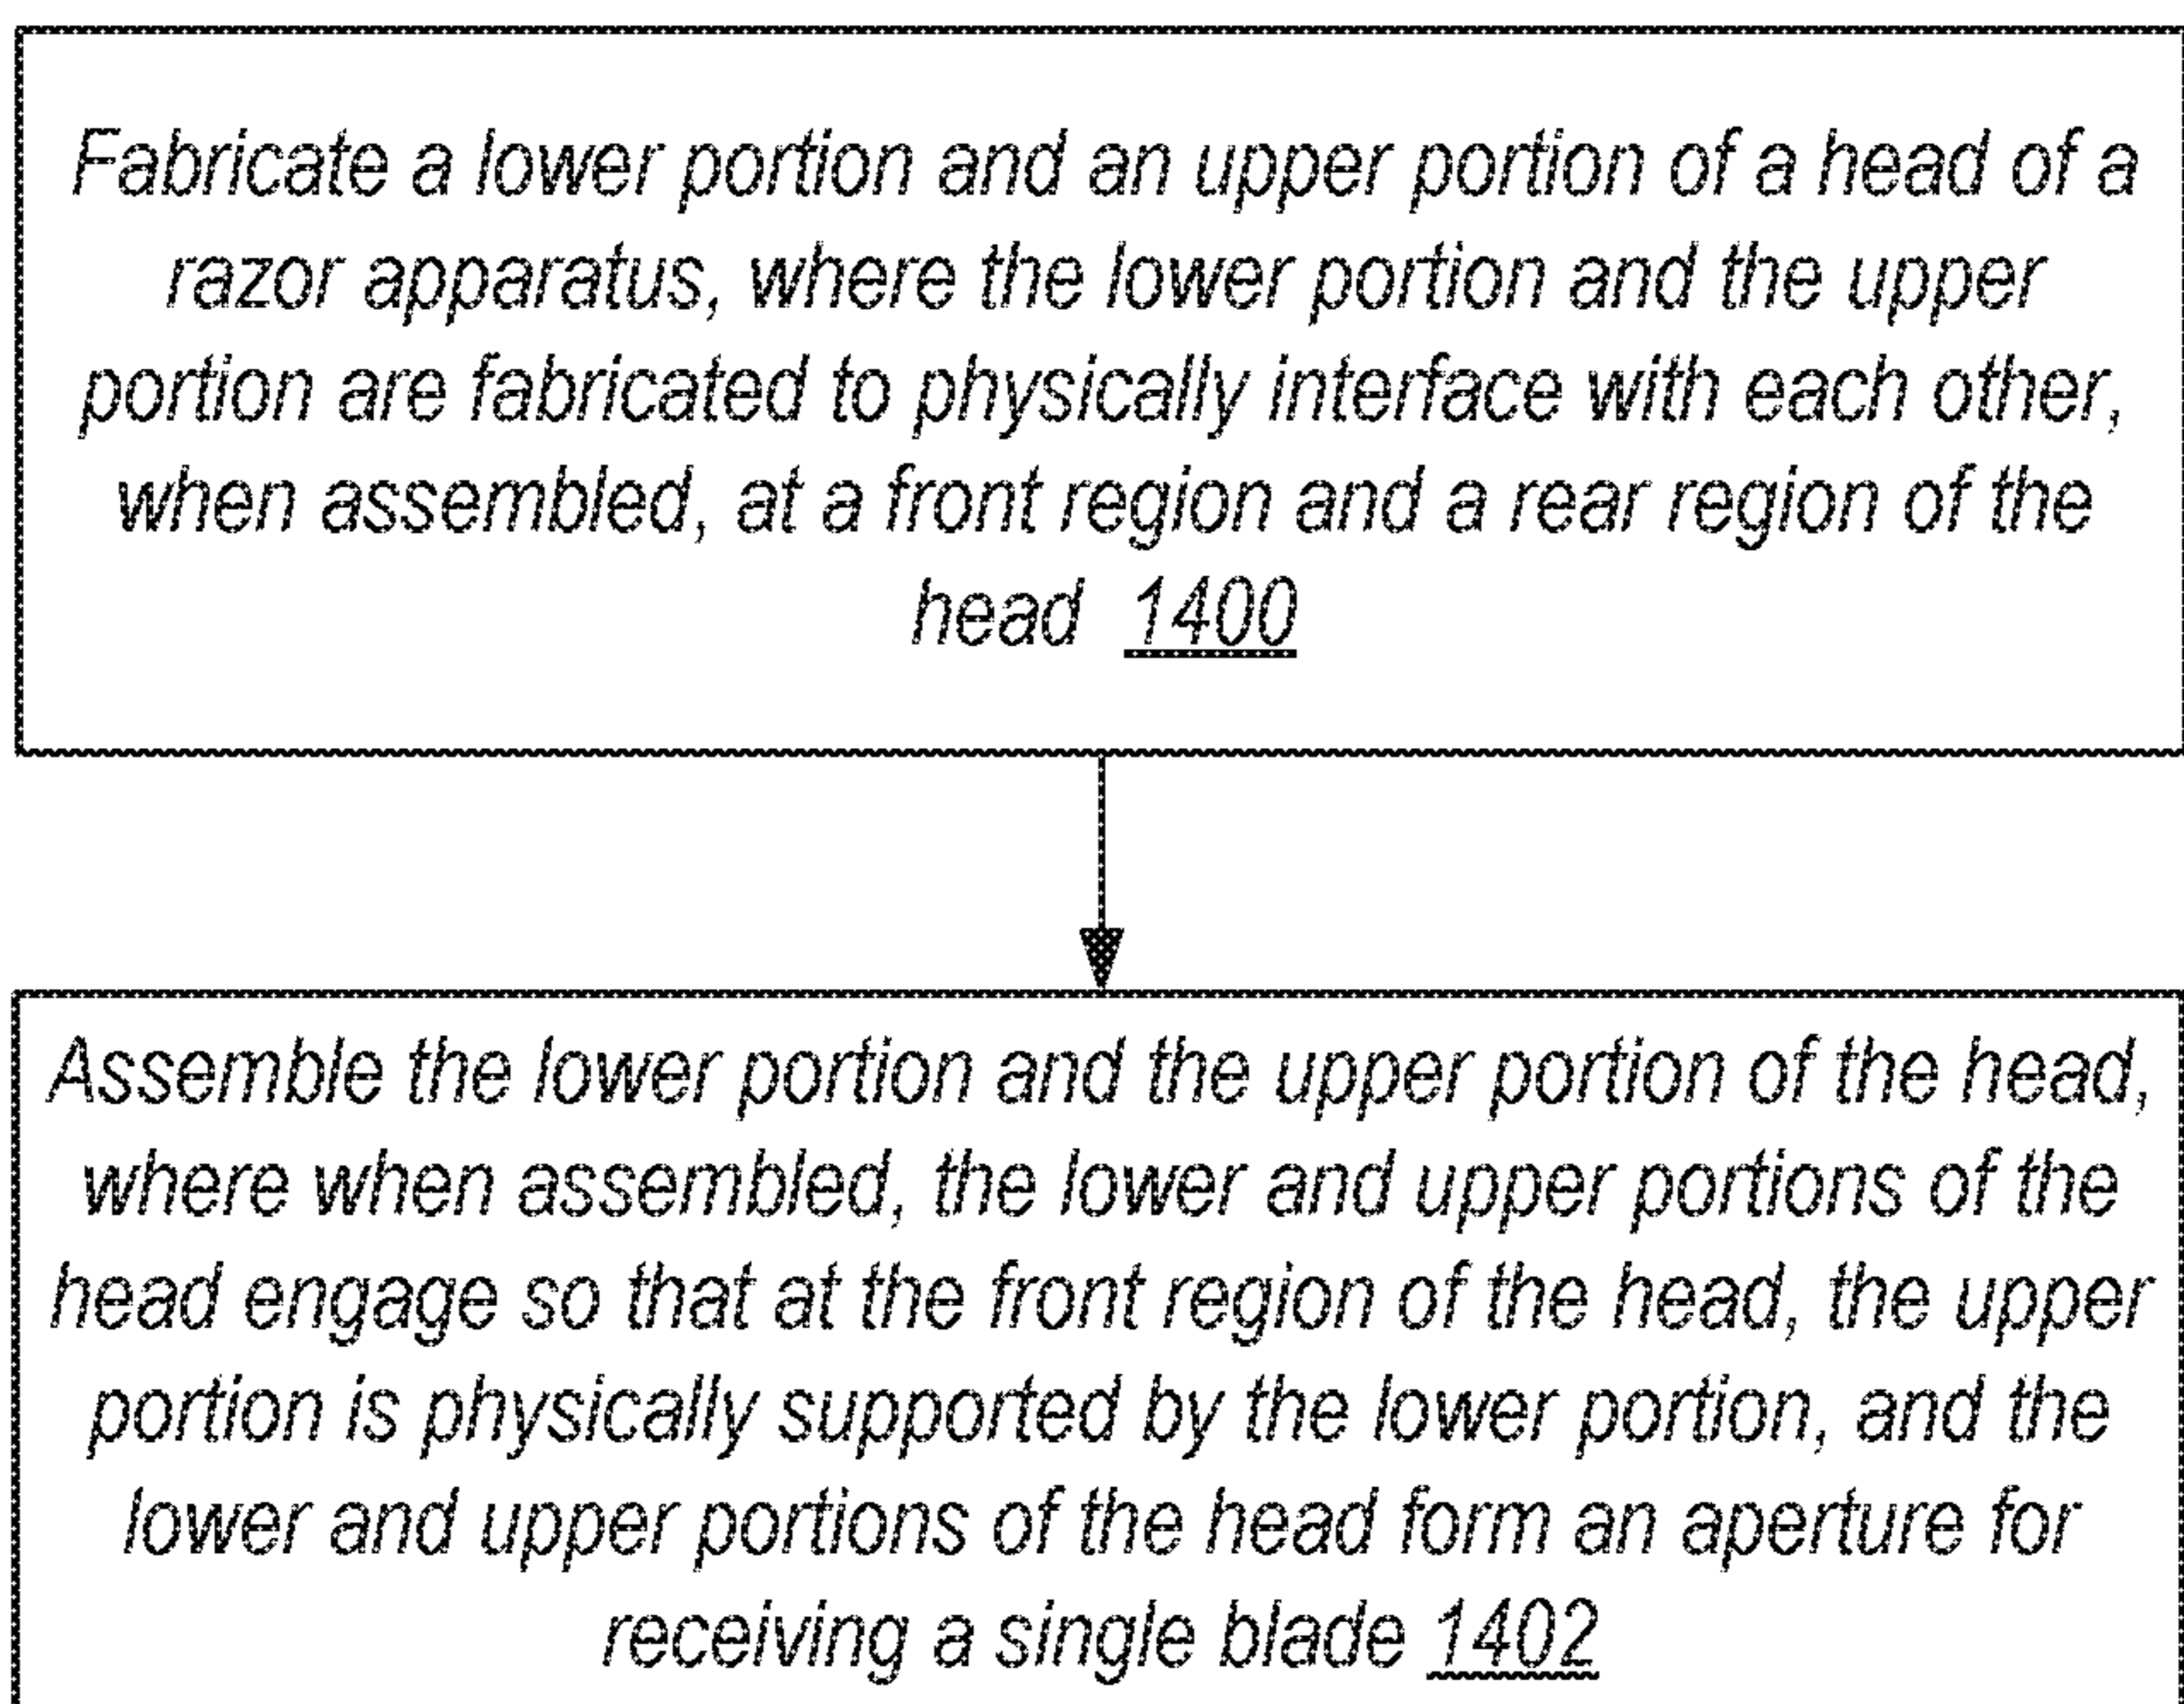 Fabricate a lower portion and an upper portion of a head of a
razor apparatus, where the lower portion and the upper
portion are fabricated to physically interface with each other,
when assembled, at a front region and a rear region of the
head 1400
Assemble the lower portion and the upper portion of the head,
where when assembled, the lower and upper portions of the
head engage so that at the front region of the head, the upper
portion is physically supported by the lower portion, and the
lower and upper portions of the head form an aperture for
receiving a single blade 1402